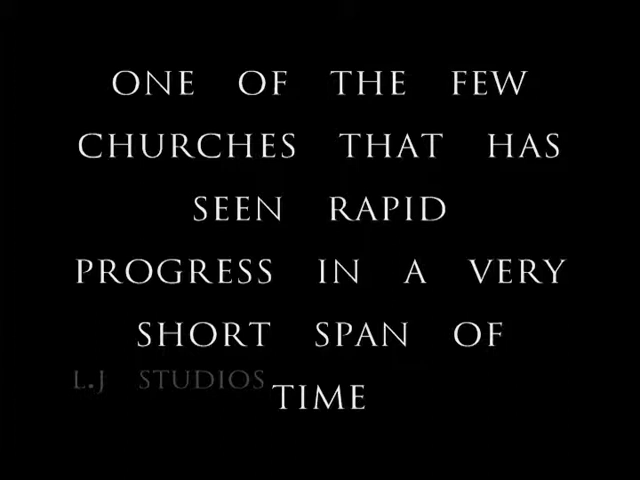 ONE OF THE FEW
CHURCHES THAT HAS
SEEN RAPID
PROGRESS IN A VERY
SHORT SPAN OF
L.J STUDIOS
TIME